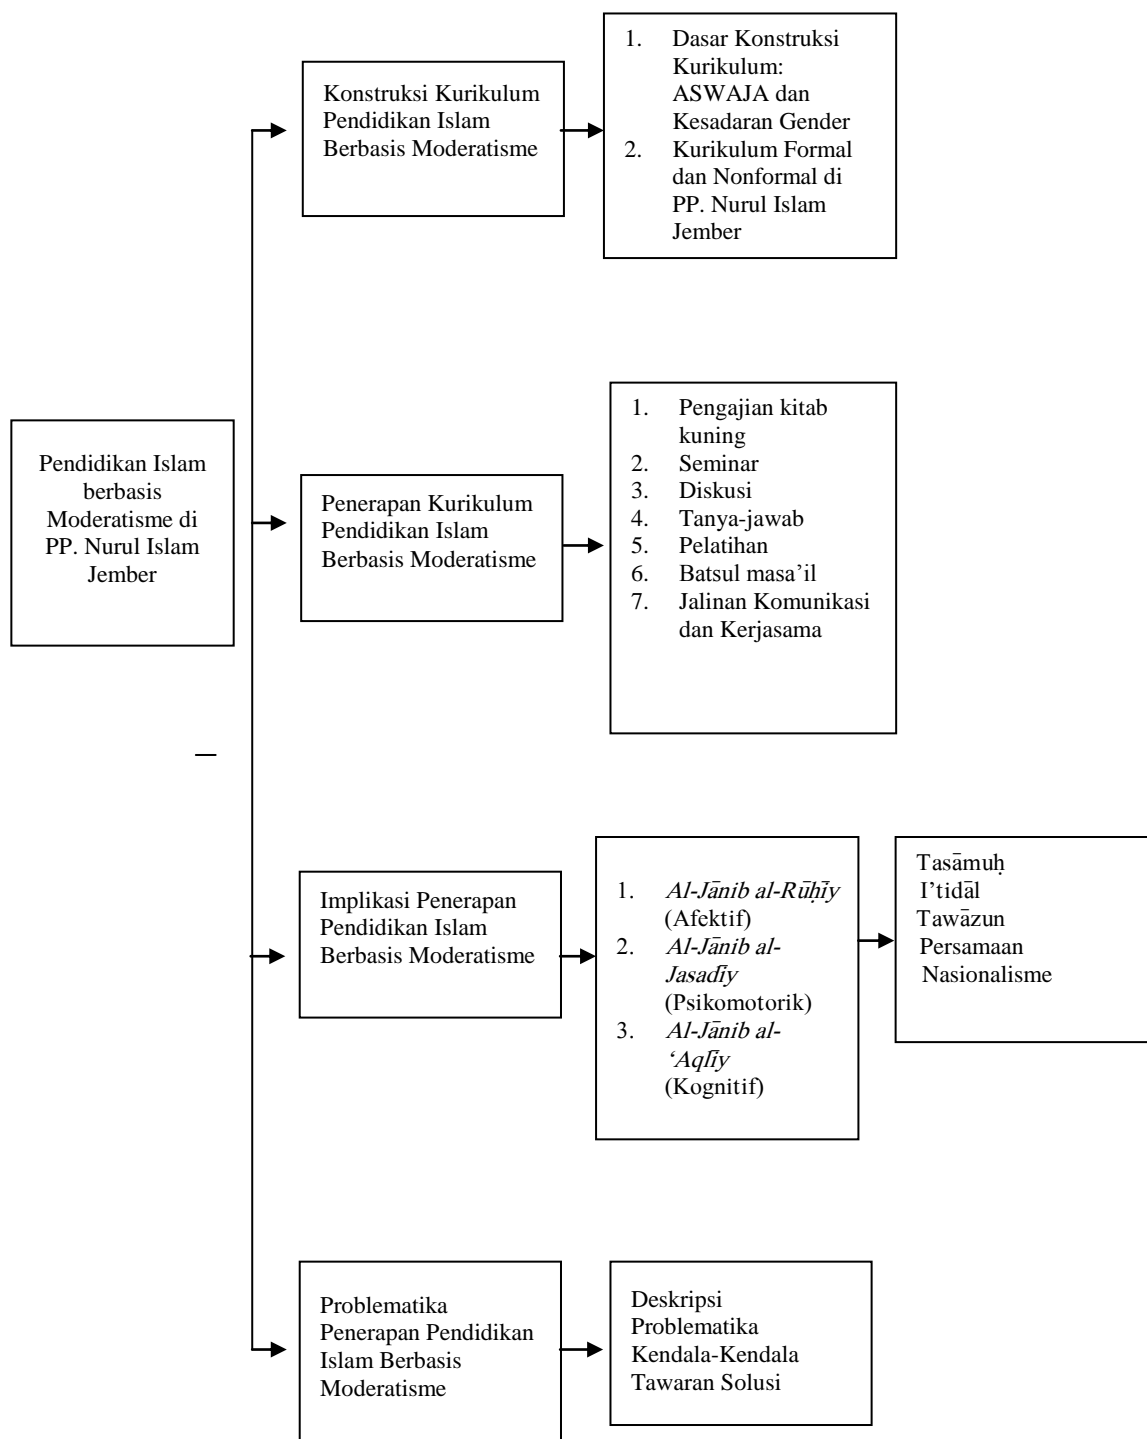 Pendidikan Islam
berbasis
Moderatisme di
PP. Nurul Islam
Jember
Konstruksi Kurikulum
Pendidikan Islam
Berbasis Moderatisme
1. Dasar Konstruksi
Kurikulum:
ASWAJA dan
Kesadaran Gender
2. Kurikulum Formal
dan Nonformal di
PP. Nurul Islam
Jember
Penerapan Kurikulum
Pendidikan Islam
Berbasis Moderatisme
1. Pengajian kitab
kuning
2. Seminar
3. Diskusi
4. Tanya-jawab
5. Pelatihan
6. Batsul masa’il
7. Jalinan Komunikasi
dan Kerjasama
Implikasi Penerapan
Pendidikan Islam
Berbasis Moderatisme
1. Al-Jānib al-Rūḥīy
(Afektif)
2. Al-Jānib al-
Jasadīy
(Psikomotorik)
3. Al-Jānib al-
‘Aqlīy
(Kognitif)
Tasāmuḥ
I’tidāl
Tawāzun
Persamaan
Nasionalisme
Problematika
Penerapan Pendidikan
Islam Berbasis
Moderatisme
Deskripsi
Problematika
Kendala-Kendala
Tawaran Solusi